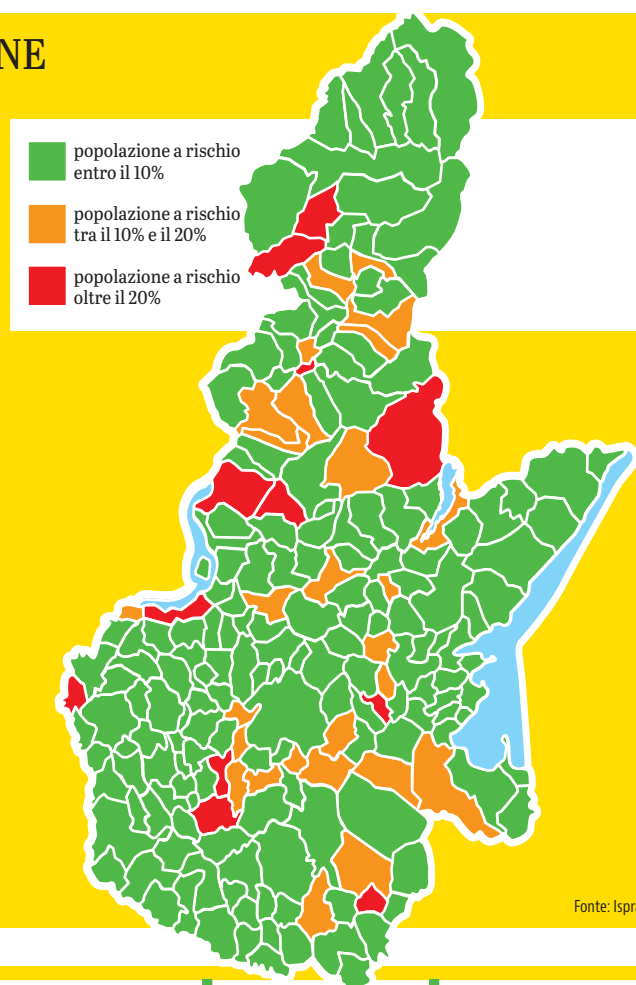 NE
popolazione a rischio
entro il 10%
popolazione a rischio
tra il 10% e il 20%
popolazione a rischio
oltre il 20%
Fonte: Ispra